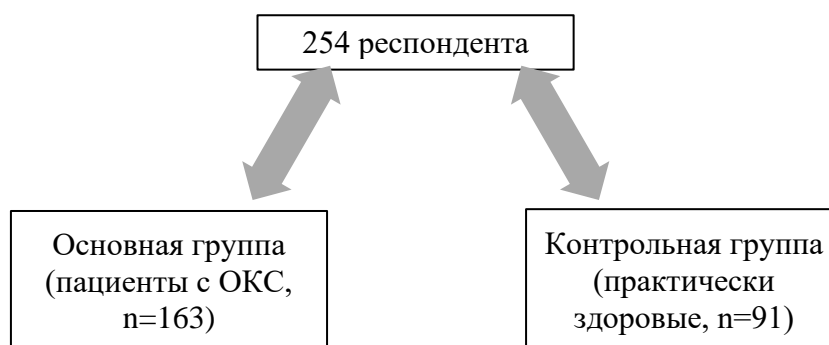 254 респондента
Основная группа
(пациенты с ОКС,
n=163)
Контрольная группа
(практически
здоровые, n=91)